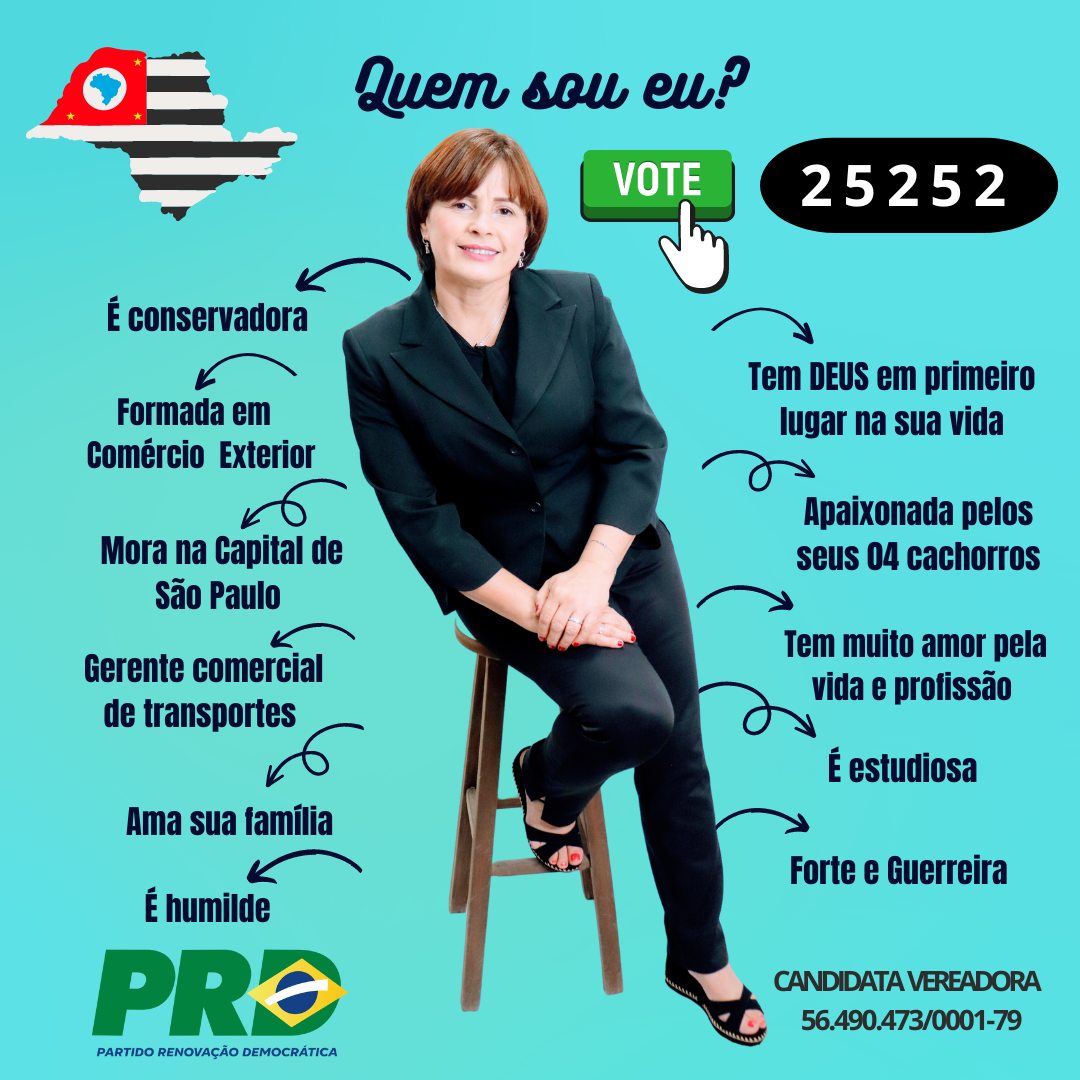 Quem sou eu?
VOTE
25252
É conservadora
Formada em
Comércio Exterior
Mora na Capital de
São Paulo
Gerente comercial
de transportes
Ama sua família
É humilde
Tem DEUS em primeiro
lugar na sua vida
Apaixonada pelos
seus 04 cachorros
Tem muito amor pela
vida e profissão
É estudiosa
Forte e Guerreira
PRD
PARTIDO RENOVAÇÃO DEMOCRÁTICA
CANDIDATA VEREADORA
56.490.473/0001-79